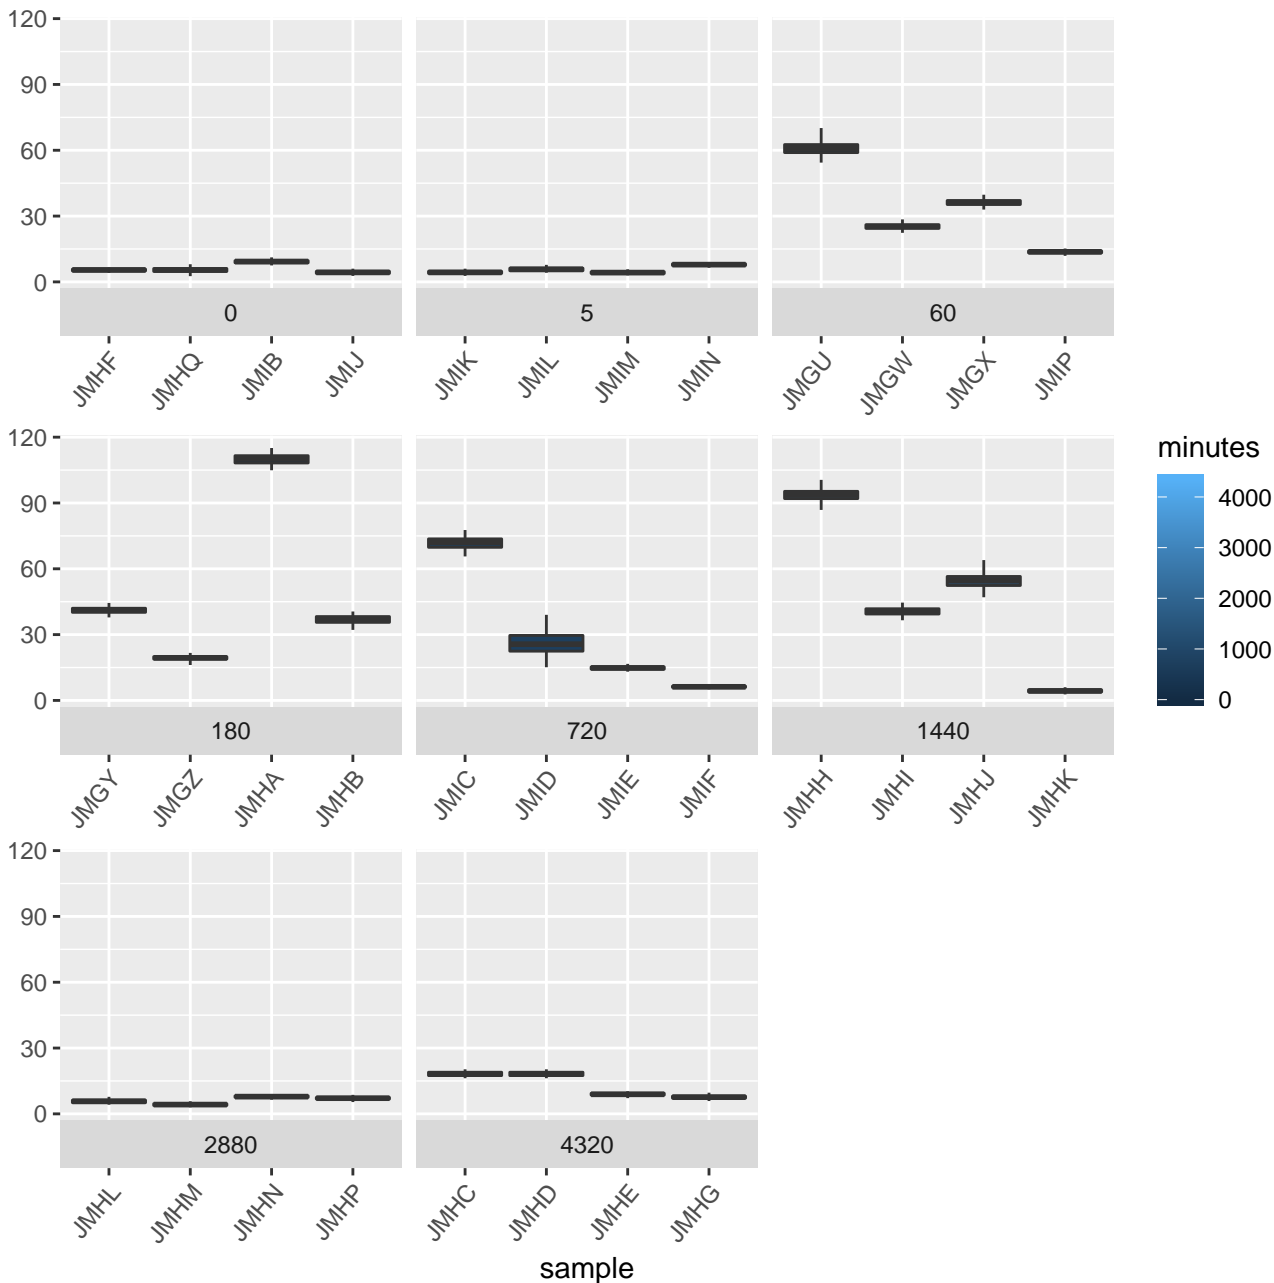 120
90
60
30
0
0
5
60
JMHF
JMHQ
JMIB
JMIJ
JMIK
JMIL
JMIM
JMIN
JMGU
JMGW
JMGX
JMIP
120
90
60
30
0
180
720
1440
JMGY
JMGZ
JMHA
JMHB
JMIC
JMID
JMIE
JMIF
JMHH
JMHI
JMHJ
JMHK
120
90
60
30
0
2880
4320
JMHL
JMHM
JMHN
JMHP
JMHC
JMHD
JMHE
JMHG
sample
minutes
4000
3000
2000
1000
0